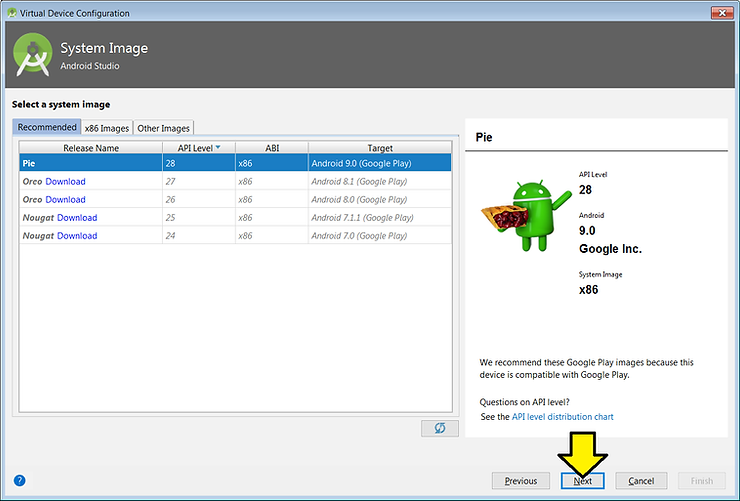 Virtual Device Configuration
System Image
Android Studio
Select a system image
Recommended x86 Images Other Images
Release Name API Level ABI Target
Pie 28 x86 Android 9.0 (Google Play)
Oreo Download 27 x86 Android 8.1 (Google Play)
Oreo Download 26 x86 Android 8.0 (Google Play)
Nougat Download 25 x86 Android 7.1.1 (Google Play)
Nougat Download 24 x86 Android 7.0 (Google Play)
Pie
API Level
28
Android
9.0
Google Inc.
System Image
x86
We recommend these Google Play images because this
device is compatible with Google Play.
Questions on API level?
See the API level distribution chart
? Previous Next Cancel Finish